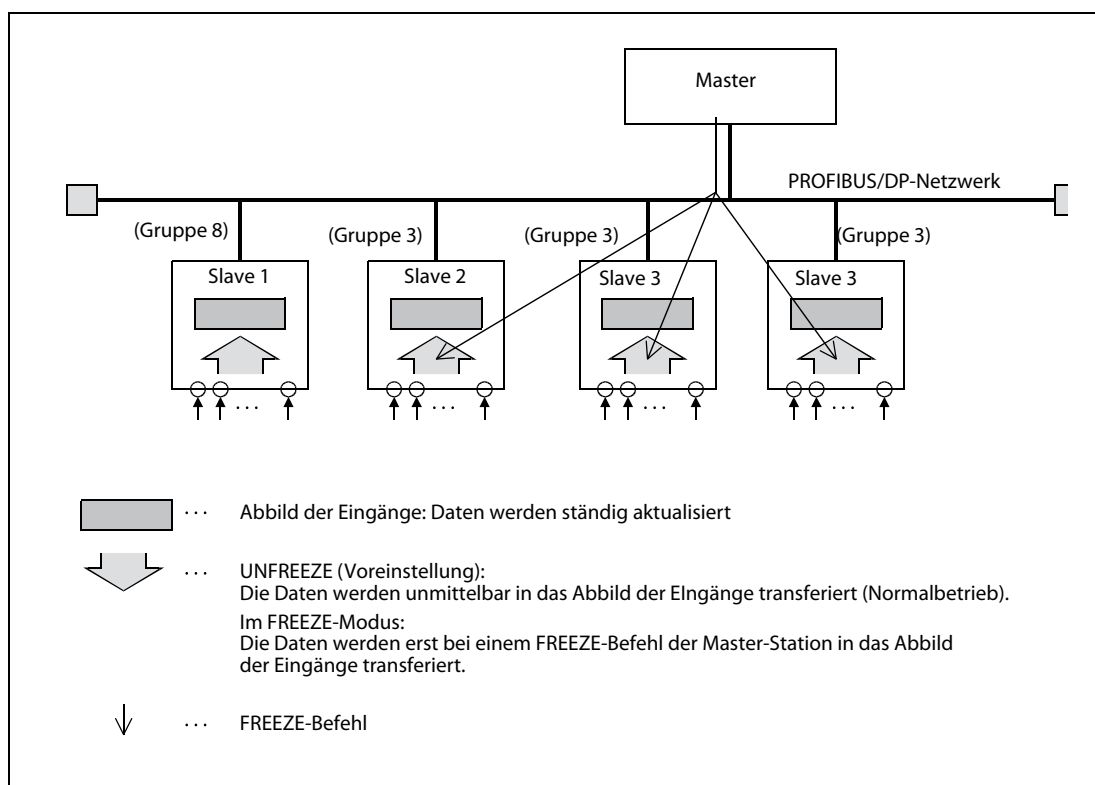 Master
PROFIBUS/DP-Netzwerk
(Gruppe 8)
(Gruppe 3)
(Gruppe 3)
(Gruppe 3)
Slave 1
Slave 2
Slave 3
Slave 3
...
...
...
...
... Abbild der Eingänge: Daten werden ständig aktualisiert
... UNFREEZE (Voreinstellung):
Die Daten werden unmittelbar in das Abbild der EIngänge transferiert (Normalbetrieb).
Im FREEZE-Modus:
Die Daten werden erst bei einem FREEZE-Befehl der Master-Station in das Abbild
der Eingänge transferiert.
... FREEZE-Befehl